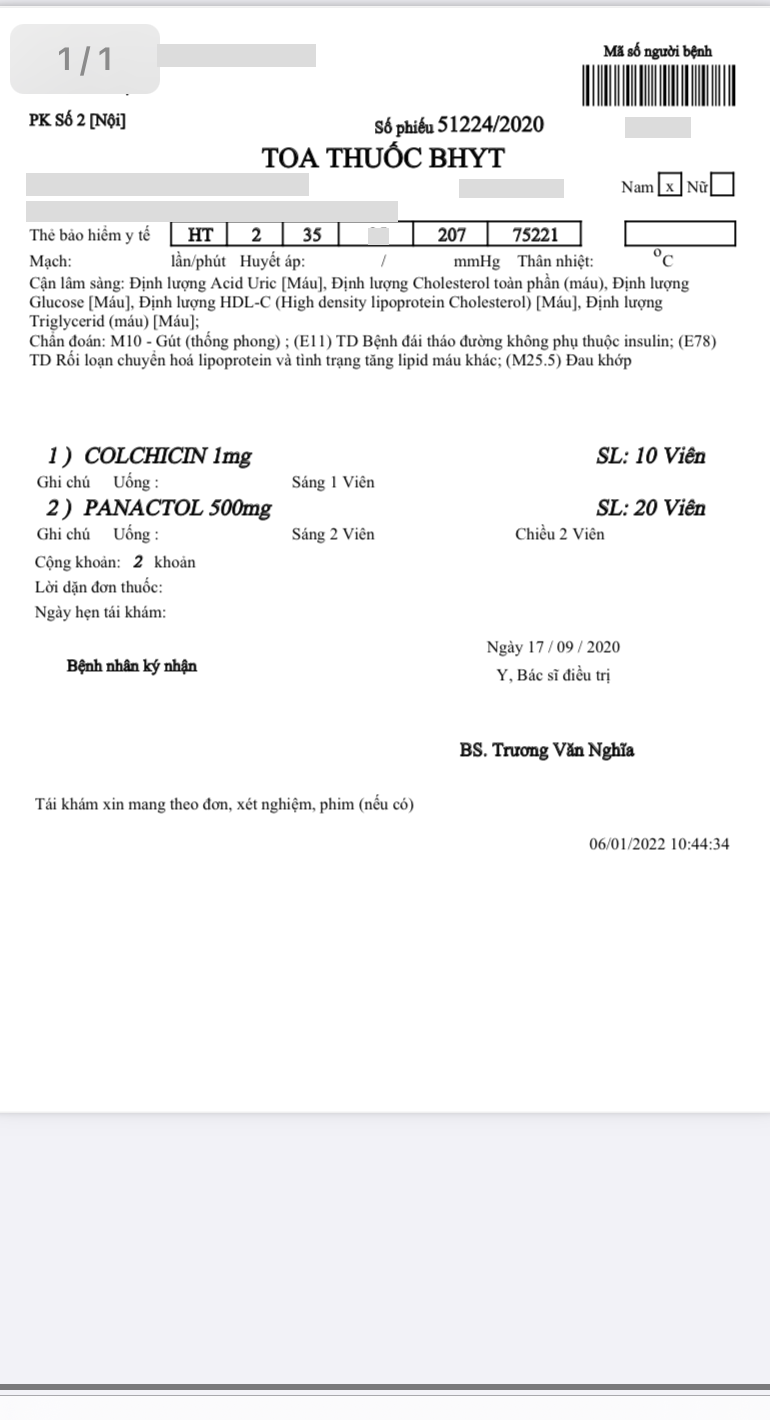 1/1
Mã số người bệnh
PK Số 2 [Nội]
Số phiếu 51224/2020
TOA THUỐC BHYT
Nam x Nữ
Thẻ bảo hiểm y tế HT 2 35 207 75221
Mạch: lần/phút Huyết áp: / mmHg Thân nhiệt: °C
Cận lâm sàng: Định lượng Acid Uric [Máu], Định lượng Cholesterol toàn phần (máu), Định lượng
Glucose [Máu], Định lượng HDL-C (High density lipoprotein Cholesterol) [Máu], Định lượng
Triglycerid (máu) [Máu];
Chẩn đoán: M10 - Gút (thống phong) ; (E11) TD Bệnh đái tháo đường không phụ thuộc insulin; (E78)
TD Rối loạn chuyển hoá lipoprotein và tình trạng tăng lipid máu khác; (M25.5) Đau khớp
1 ) COLCHICIN 1mg SL: 10 Viên
Ghi chú Uống : Sáng 1 Viên
2 ) PANACTOL 500mg SL: 20 Viên
Ghi chú Uống : Sáng 2 Viên Chiều 2 Viên
Cộng khoản: 2 khoản
Lời dặn đơn thuốc:
Ngày hẹn tái khám:
Ngày 17 / 09 / 2020
Bệnh nhân ký nhận
Y, Bác sĩ điều trị
BS. Trương Văn Nghĩa
Tái khám xin mang theo đơn, xét nghiệm, phim (nếu có)
06/01/2022 10:44:34